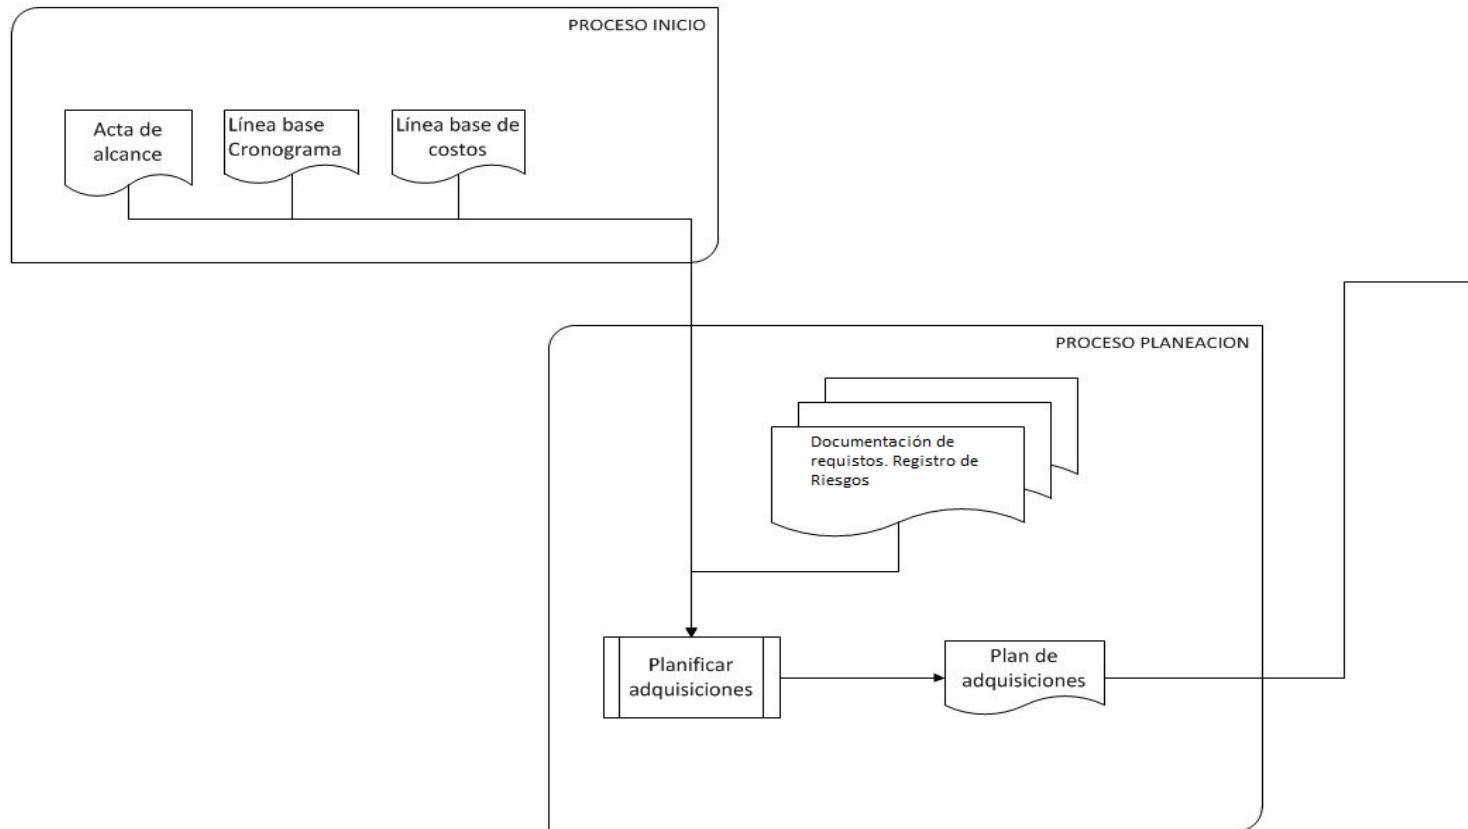 PROCESO INICIO
Acta de
alcance
Línea base
Cronograma
Línea base de
costos
PROCESO PLANEACION
Documentación de
requistos. Registro de
Riesgos
Planificar
adquisiciones
Plan de
adquisiciones